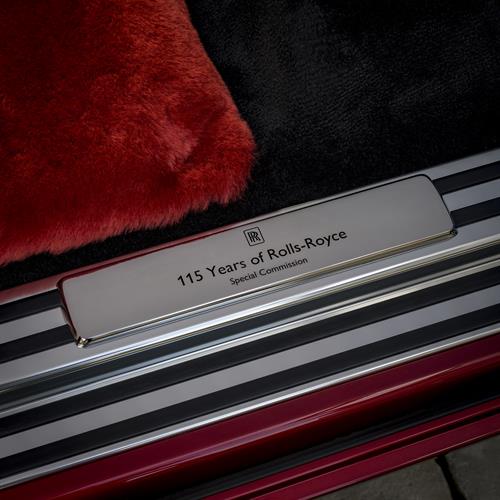 RR
115 Years of Rolls-Royce
Special Commission